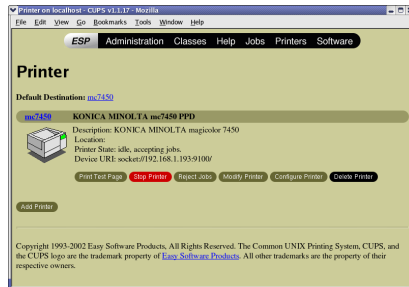 Printer on localhost - CUPS v1.1.17 - Mozilla
File Edit View Go Bookmarks Tools Window Help
ESP Administration Classes Help Jobs Printers Software
Printer
Default Destination: mc7450
mc7450 KONICA MINOLTA mc7450 PPD
Description: KONICA MINOLTA magicolor 7450
Location:
Printer State: idle, accepting jobs.
Device URI: socket://192.168.1.193:9100/
Print Test Page Stop Printer Reject Jobs Modify Printer Configure Printer Delete Printer
Add Printer
Copyright 1993-2002 Easy Software Products, All Rights Reserved. The Common UNIX Printing System, CUPS, and
the CUPS logo are the trademark property of Easy Software Products. All other trademarks are the property of their
respective owners.